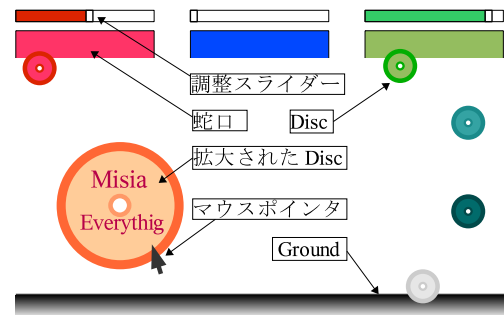 調整スライダー
蛇口
Disc
拡大された Disc
Misia
Everythig
マウスポインタ
Ground